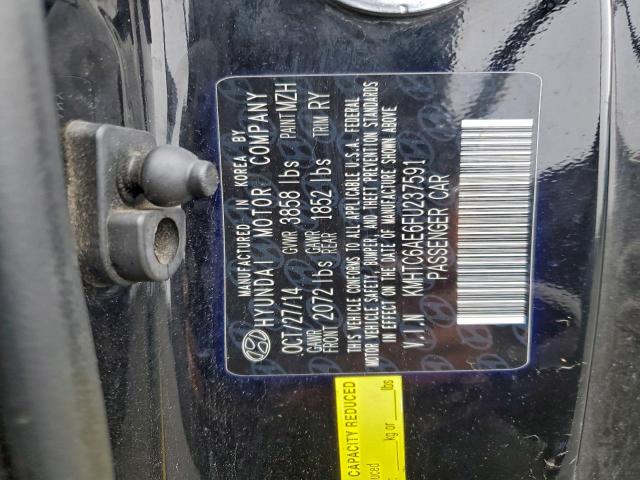 MANUFACTURED IN KOREA BY
HYUNDAI MOTOR COMPANY
OCT/27/14 GVWR 3858 lbs PAINT MZH
GAWR FRONT 2072 lbs GAWR REAR 1852 lbs TRIM RY
THIS VEHICLE CONFORMS TO ALL APPLICABLE U.S.A. FEDERAL
MOTOR VEHICLE SAFETY, BUMPER, AND THEFT PREVENTION STANDARDS
IN EFFECT ON THE DATE OF MANUFACTURE SHOWN ABOVE
V.I.N KMHTC6AE6FU237591
PASSENGER CAR
CAPACITY REDUCED
kg or lbs